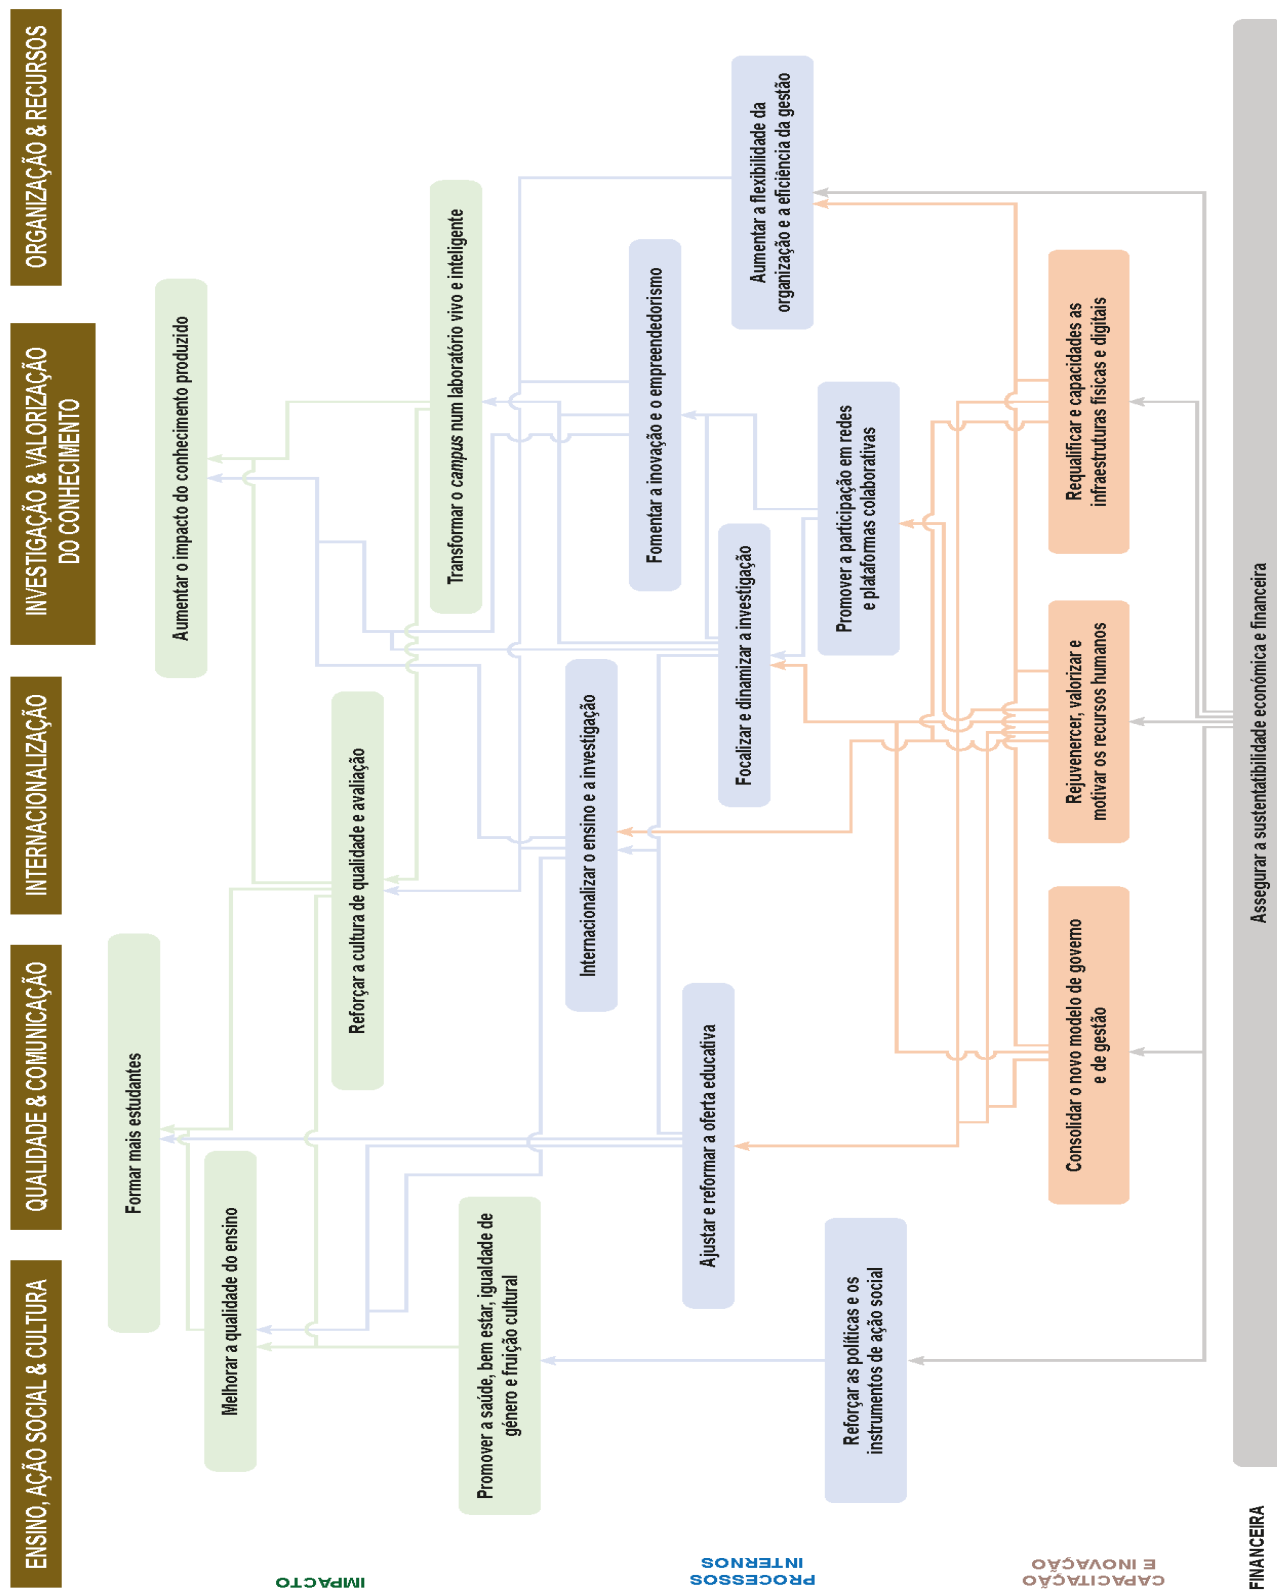 ENSINO, AÇÃO SOCIAL & CULTURA
QUALIDADE & COMUNICAÇÃO
INTERNACIONALIZAÇÃO
INVESTIGAÇÃO & VALORIZAÇÃO
DO CONHECIMENTO
ORGANIZAÇÃO & RECURSOS
IMPACTO
Formar mais estudantes
Aumentar o impacto do conhecimento produzido
Melhorar a qualidade do ensino
Reforçar a cultura de qualidade e avaliação
Transformar o campus num laboratório vivo e inteligente
Promover a saúde, bem estar, igualdade de
género e fruição cultural
PROCESSOS
INTERNOS
Internacionalizar o ensino e a investigação
Fomentar a inovação e o empreendedorismo
Ajustar e reformar a oferta educativa
Focalizar e dinamizar a investigação
Aumentar a flexibilidade da
organização e a eficiência da gestão
Reforçar as políticas e os
instrumentos de ação social
Promover a participação em redes
e plataformas colaborativas
CAPACITAÇÃO
E INOVAÇÃO
Consolidar o novo modelo de governo
e de gestão
Rejuvenercer, valorizar e
motivar os recursos humanos
Requalificar e capacidades as
infraestruturas físicas e digitais
FINANCEIRA
Assegurar a sustentatibilidade económica e financeira